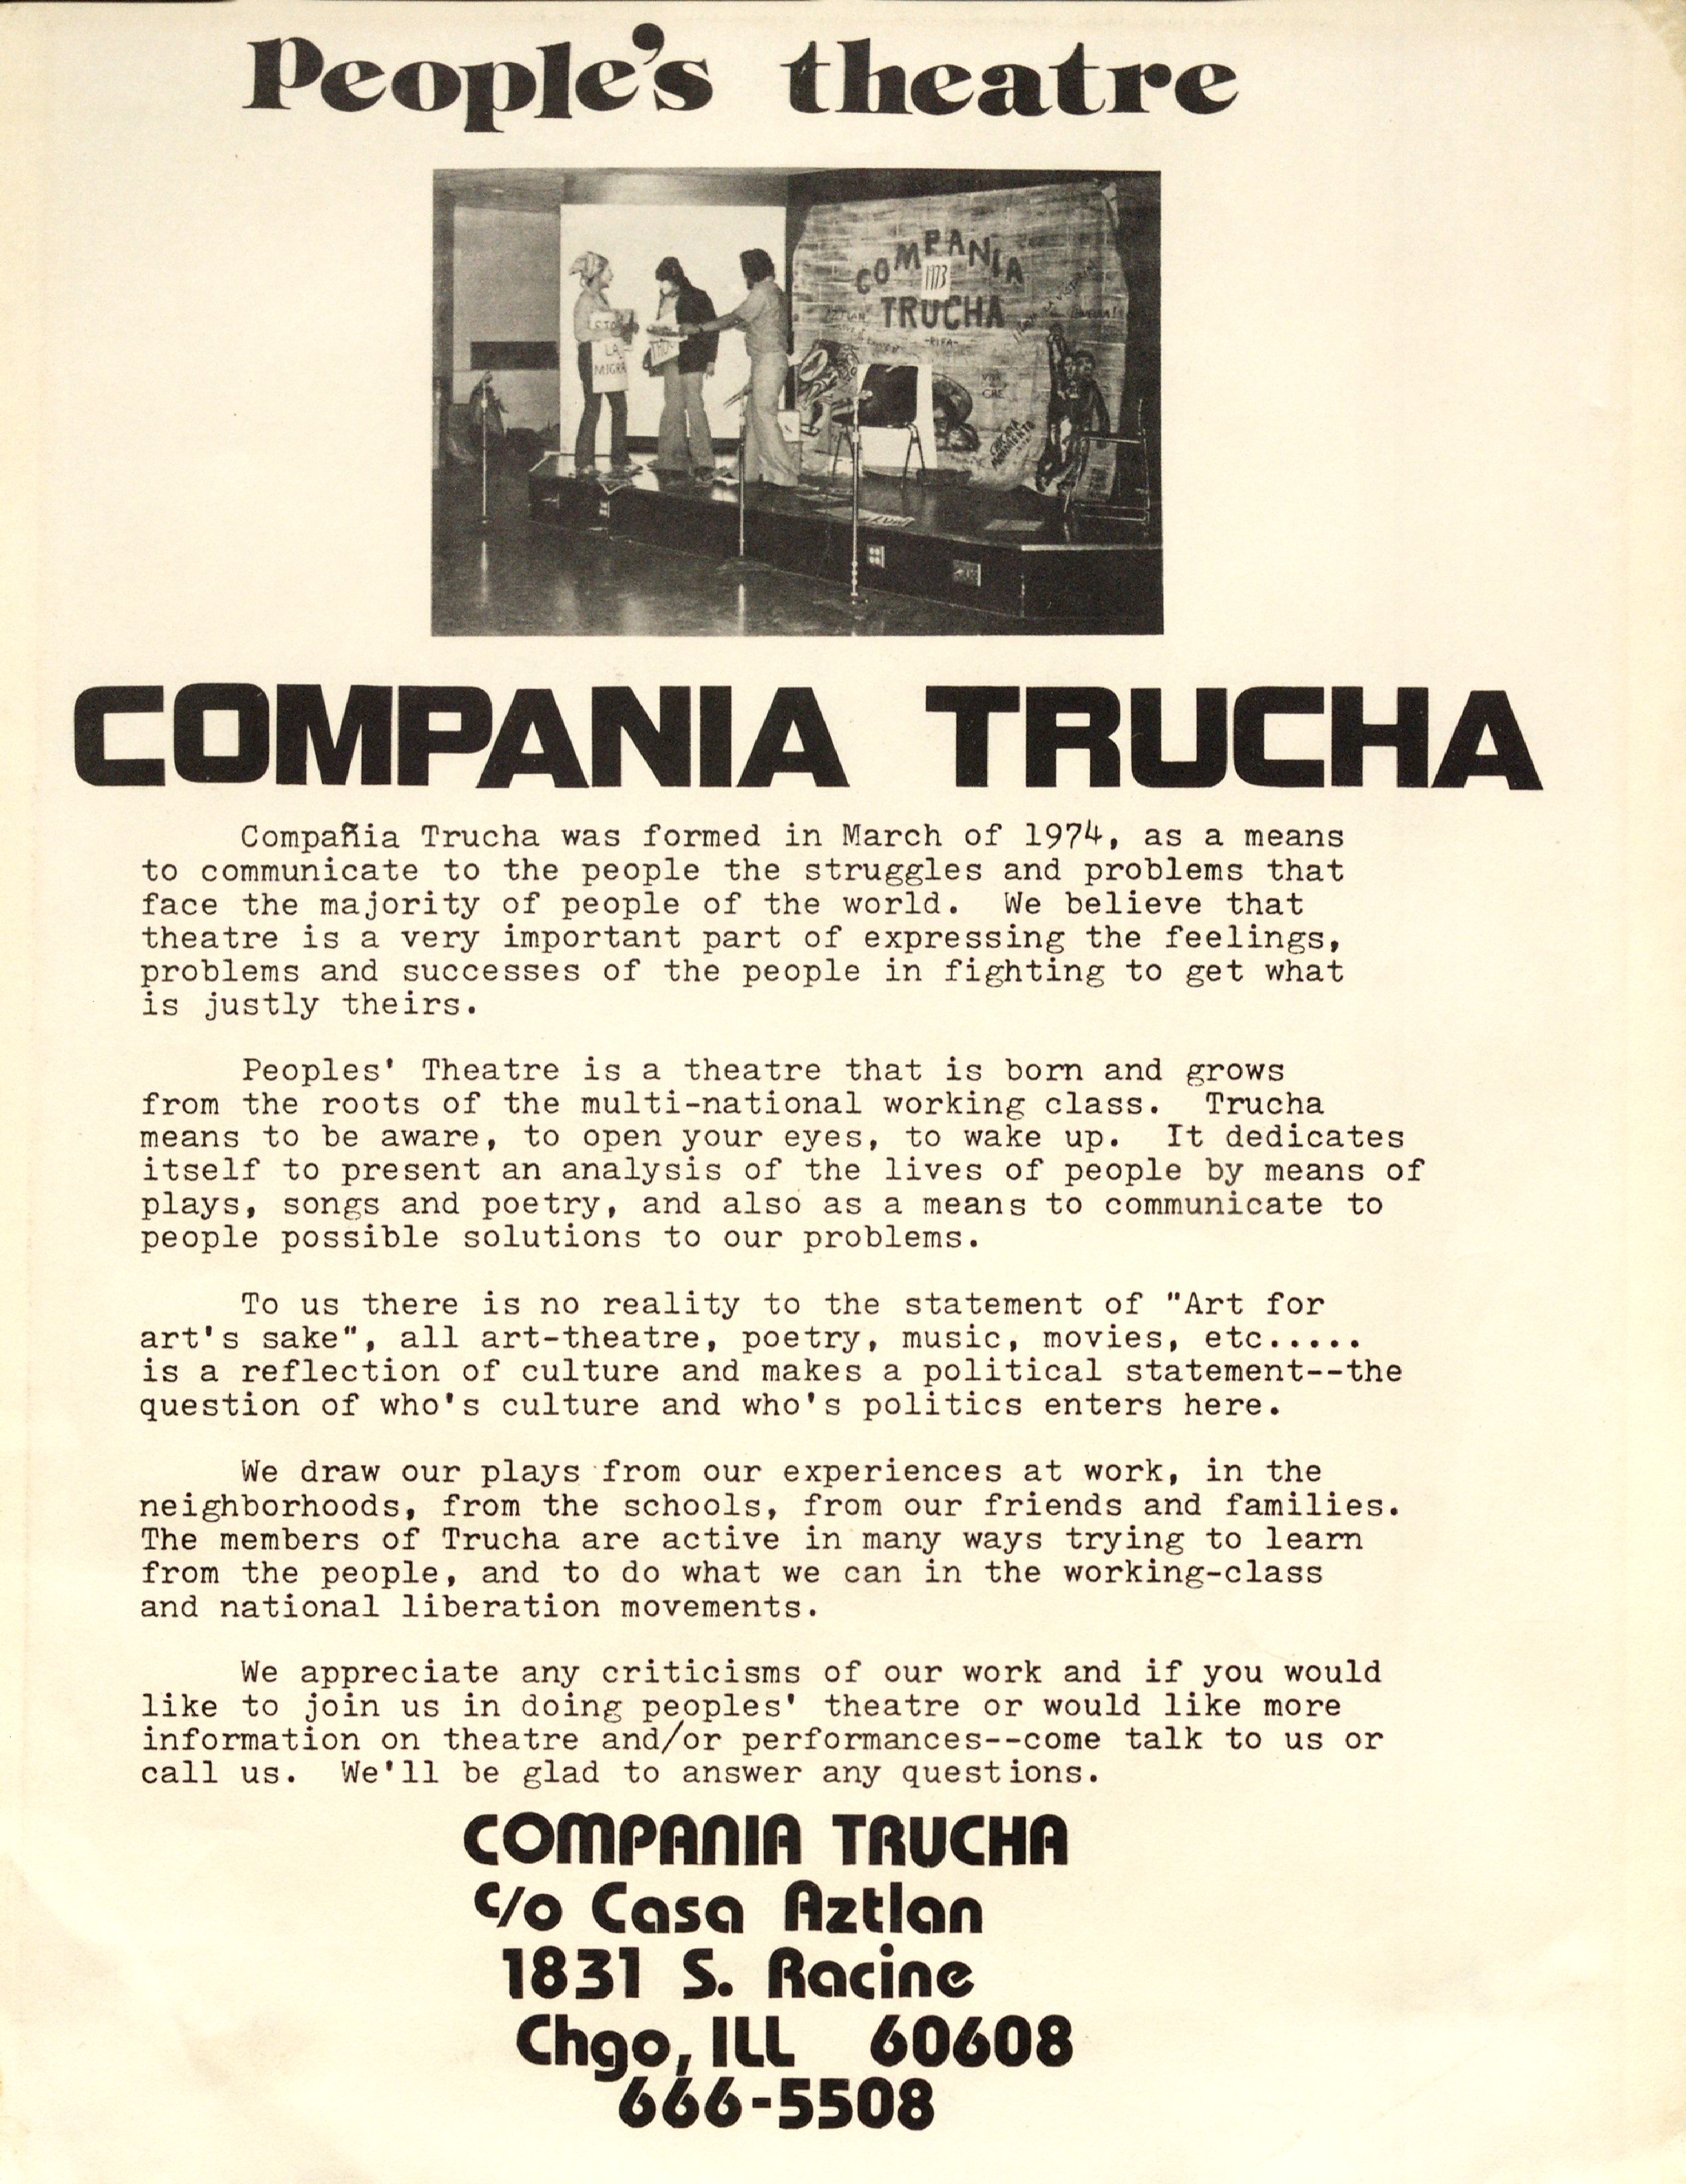 People's theatre
COMPANIA
1973
TRUCHA
AZTLAN
-RIFA-
VIVA
CHE
STOP
LA
MIGRA
COMPANIA TRUCHA
Compañia Trucha was formed in March of 1974, as a means
to communicate to the people the struggles and problems that
face the majority of people of the world. We believe that
theatre is a very important part of expressing the feelings,
problems and successes of the people in fighting to get what
is justly theirs.
Peoples' Theatre is a theatre that is born and grows
from the roots of the multi-national working class. Trucha
means to be aware, to open your eyes, to wake up. It dedicates
itself to present an analysis of the lives of people by means of
plays, songs and poetry, and also as a means to communicate to
people possible solutions to our problems.
To us there is no reality to the statement of "Art for
art's sake", all art-theatre, poetry, music, movies, etc.....
is a reflection of culture and makes a political statement--the
question of who's culture and who's politics enters here.
We draw our plays from our experiences at work, in the
neighborhoods, from the schools, from our friends and families.
The members of Trucha are active in many ways trying to learn
from the people, and to do what we can in the working-class
and national liberation movements.
We appreciate any criticisms of our work and if you would
like to join us in doing peoples' theatre or would like more
information on theatre and/or performances--come talk to us or
call us. We'll be glad to answer any questions.
COMPANIA TRUCHA
c/o Casa Aztlan
1831 S. Racine
Chgo, ILL 60608
666-5508